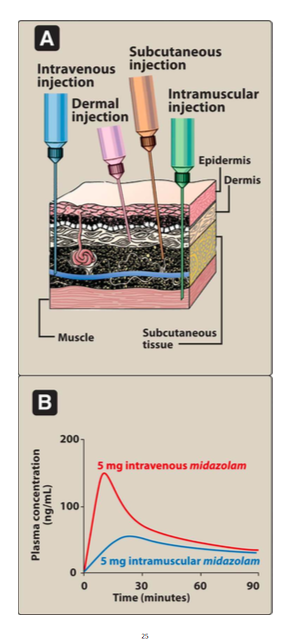 A
Subcutaneous
injection
Intravenous
injection
Dermal
injection
Intramuscular
injection
Epidermis
Dermis
Muscle
Subcutaneous
tissue
B
Plasma concentration
(ng/mL)
200
100
0
5 mg intravenous midazolam
5 mg intramuscular midazolam
0 30 60 90
Time (minutes)
25